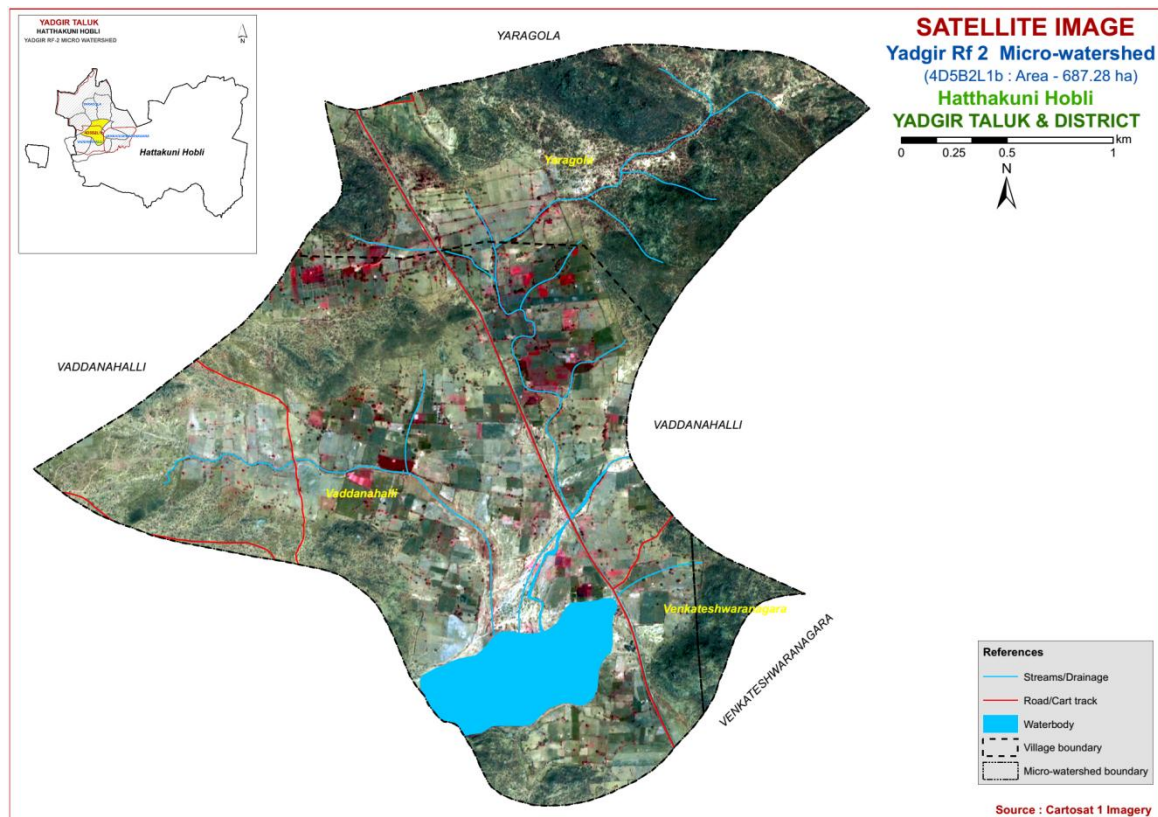 YADGIR TALUK
HATTHAKUNI HOBLI
YADGIR RF-2 MICRO WATERSHED
N
Hattakuni Hobli
SATELLITE IMAGE
Yadgir Rf 2 Micro-watershed
(4D5B2L1b : Area - 687.28 ha)
Hatthakuni Hobli
YADGIR TALUK & DISTRICT
km
0 0.25 0.5 1
N
YARAGOLA
Yaragola
VADDANAHALLI
VADDANAHALLI
Vaddanahalli
Venkateshwaranagara
VENKATESHWARANAGARA
References
Streams/Drainage
Road/Cart track
Waterbody
Village boundary
Micro-watershed boundary
Source : Cartosat 1 Imagery